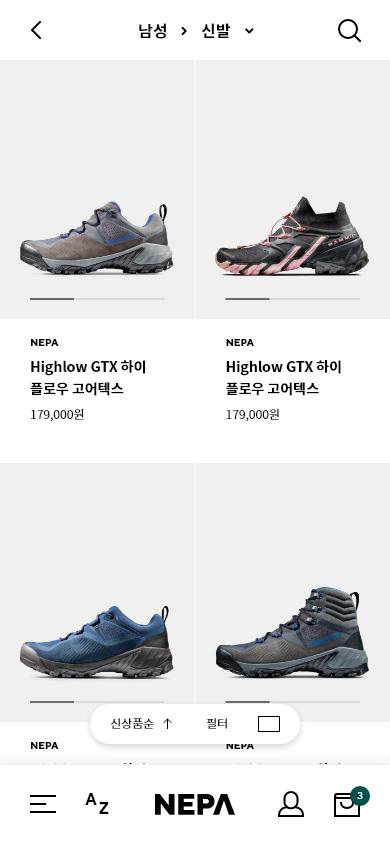 남성 > 신발
MAMMUT
NEPA
Highlow GTX 하이
플로우 고어텍스
179,000원
NEPA
Highlow GTX 하이
플로우 고어텍스
179,000원
신상품순 ↑ 필터
NEPA
NEPA
A Z
NEPA
3